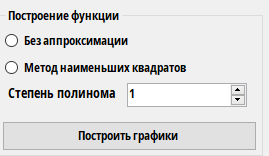 Построение функции
Без аппроксимации
Метод наименьших квадратов
Степень полинома 1
Построить графики